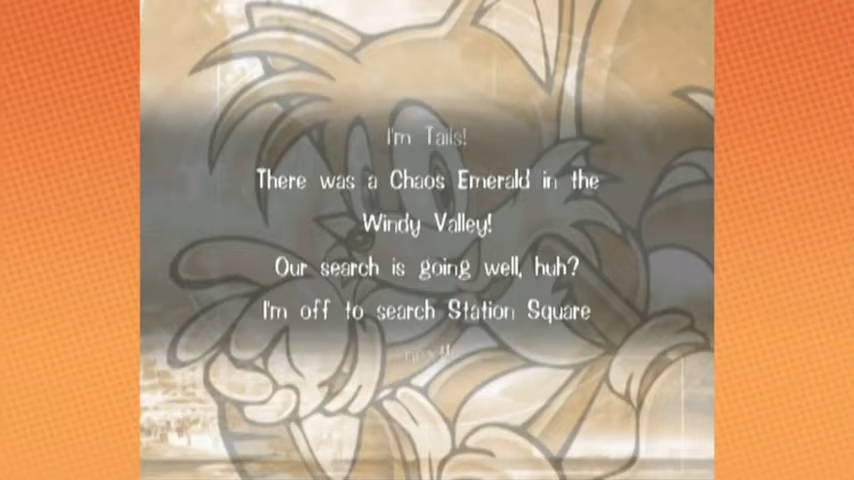 I'm Tails!
There was a Chaos Emerald in the
Windy Valley!
Our search is going well, huh?
I'm off to search Station Square